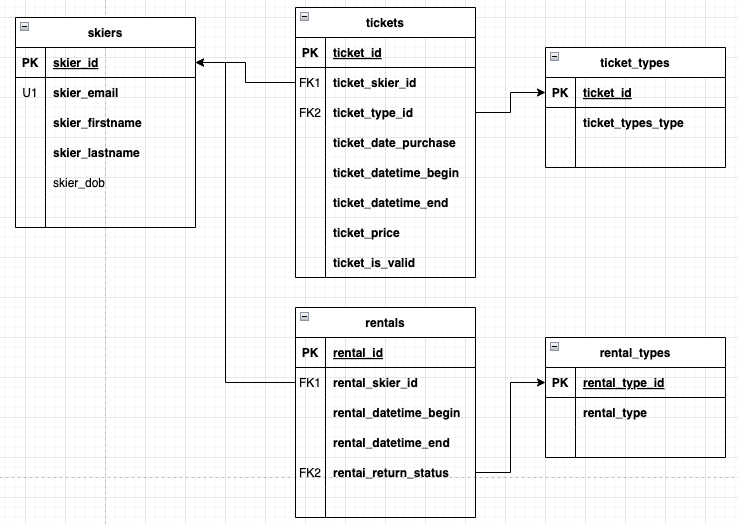 skiers
PK skier_id
U1 skier_email
skier_firstname
skier_lastname
skier_dob
tickets
PK ticket_id
FK1 ticket_skier_id
FK2 ticket_type_id
ticket_date_purchase
ticket_datetime_begin
ticket_datetime_end
ticket_price
ticket_is_valid
ticket_types
PK ticket_id
ticket_types_type
rentals
PK rental_id
FK1 rental_skier_id
rental_datetime_begin
rental_datetime_end
FK2 rentai_return_status
rental_types
PK rental_type_id
rental_type